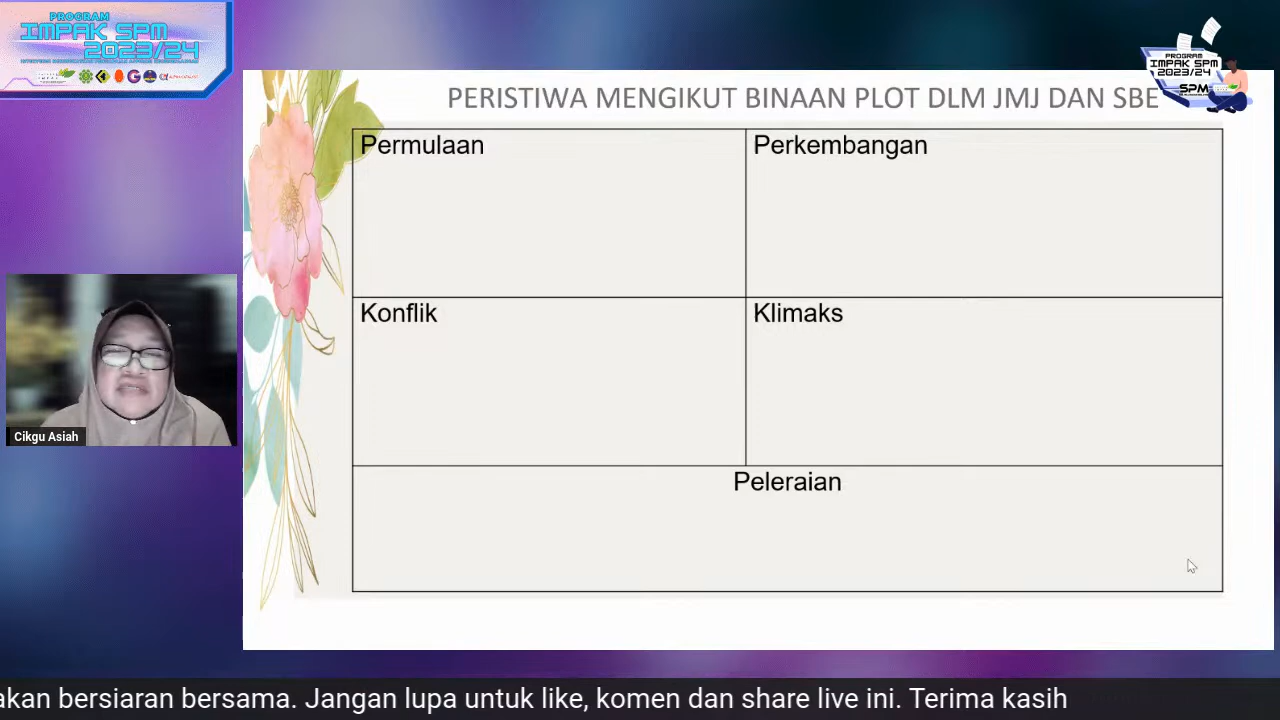 PROGRAM
IMPAK SPM
2023/24
PROGRAM
IMPAK SPM
2023/24
SPM
PERISTIWA MENGIKUT BINAAN PLOT DLM JMJ DAN SBE
Permulaan
Perkembangan
Konflik
Klimaks
Peleraian
Cikgu Asiah
akan bersiaran bersama. Jangan lupa untuk like, komen dan share live ini. Terima kasih